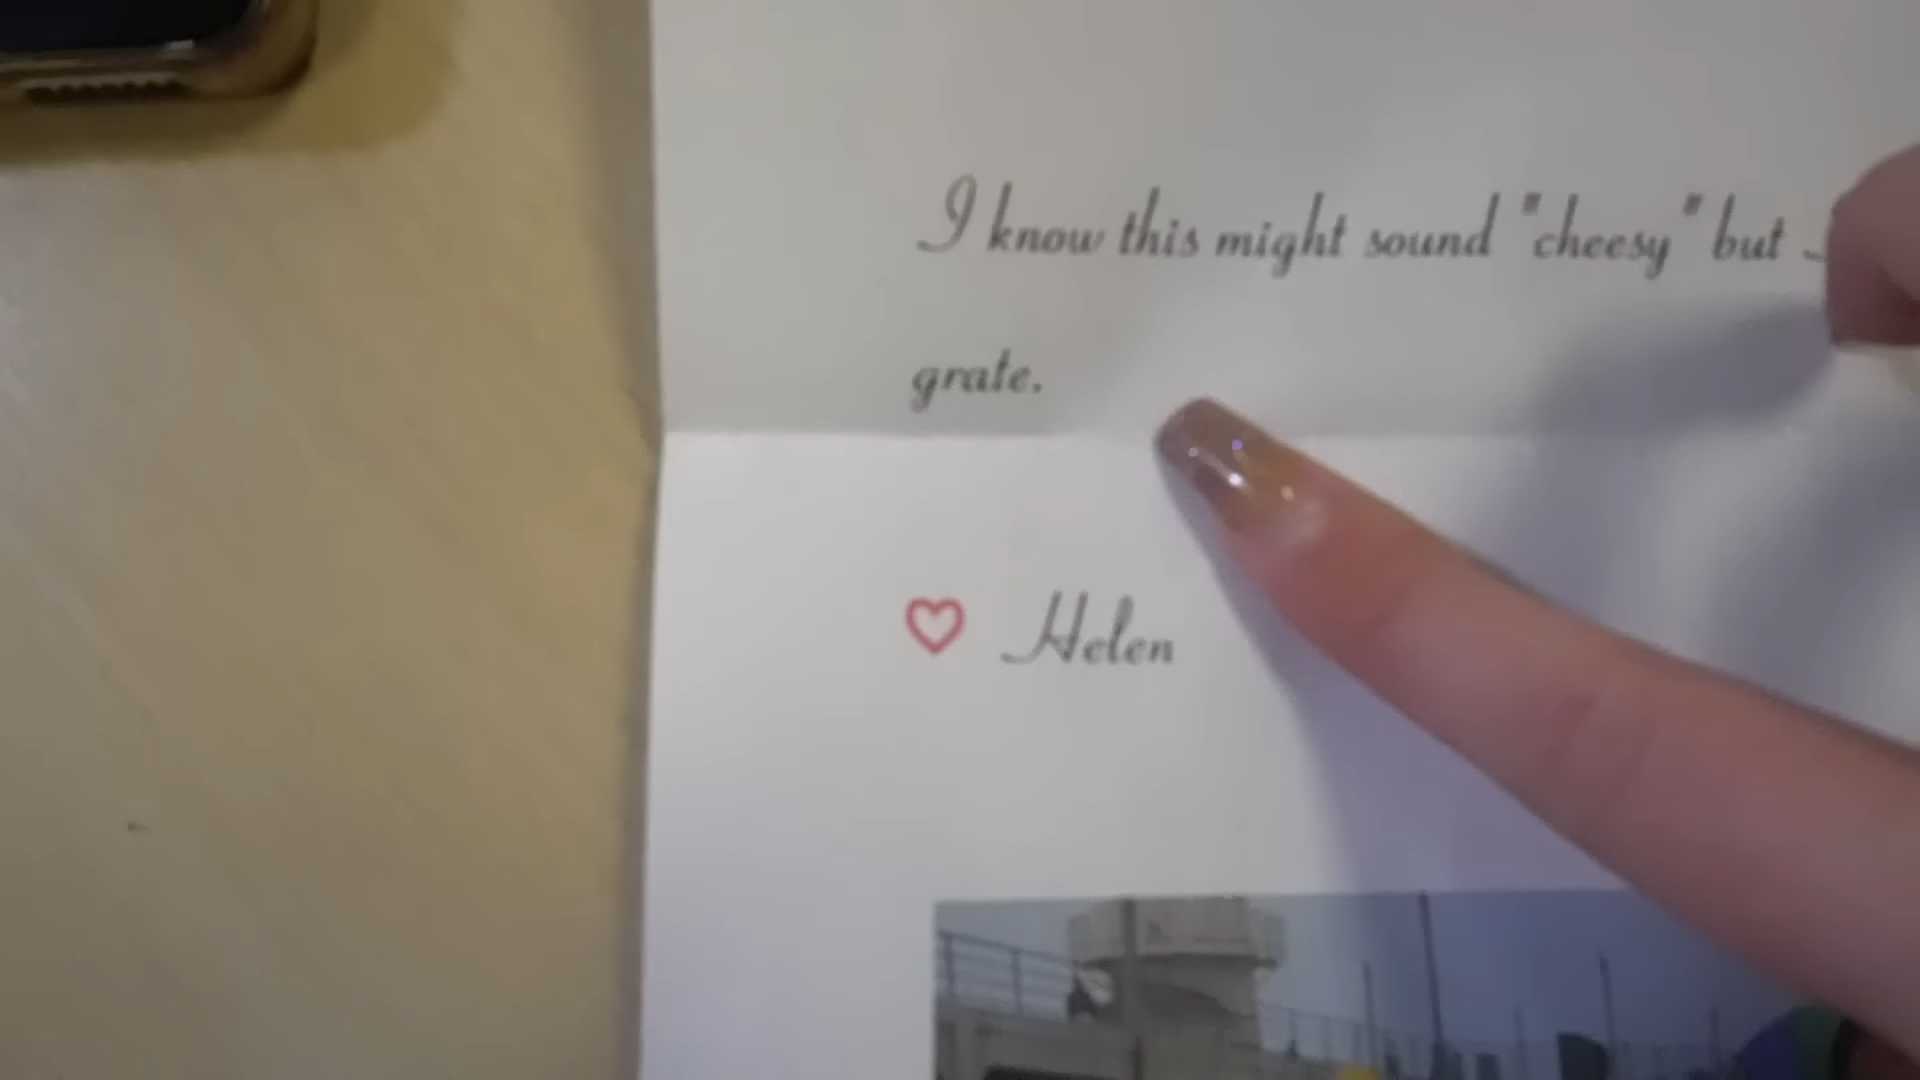 I know this might sound "cheesy" but
grate.
♡ Helen